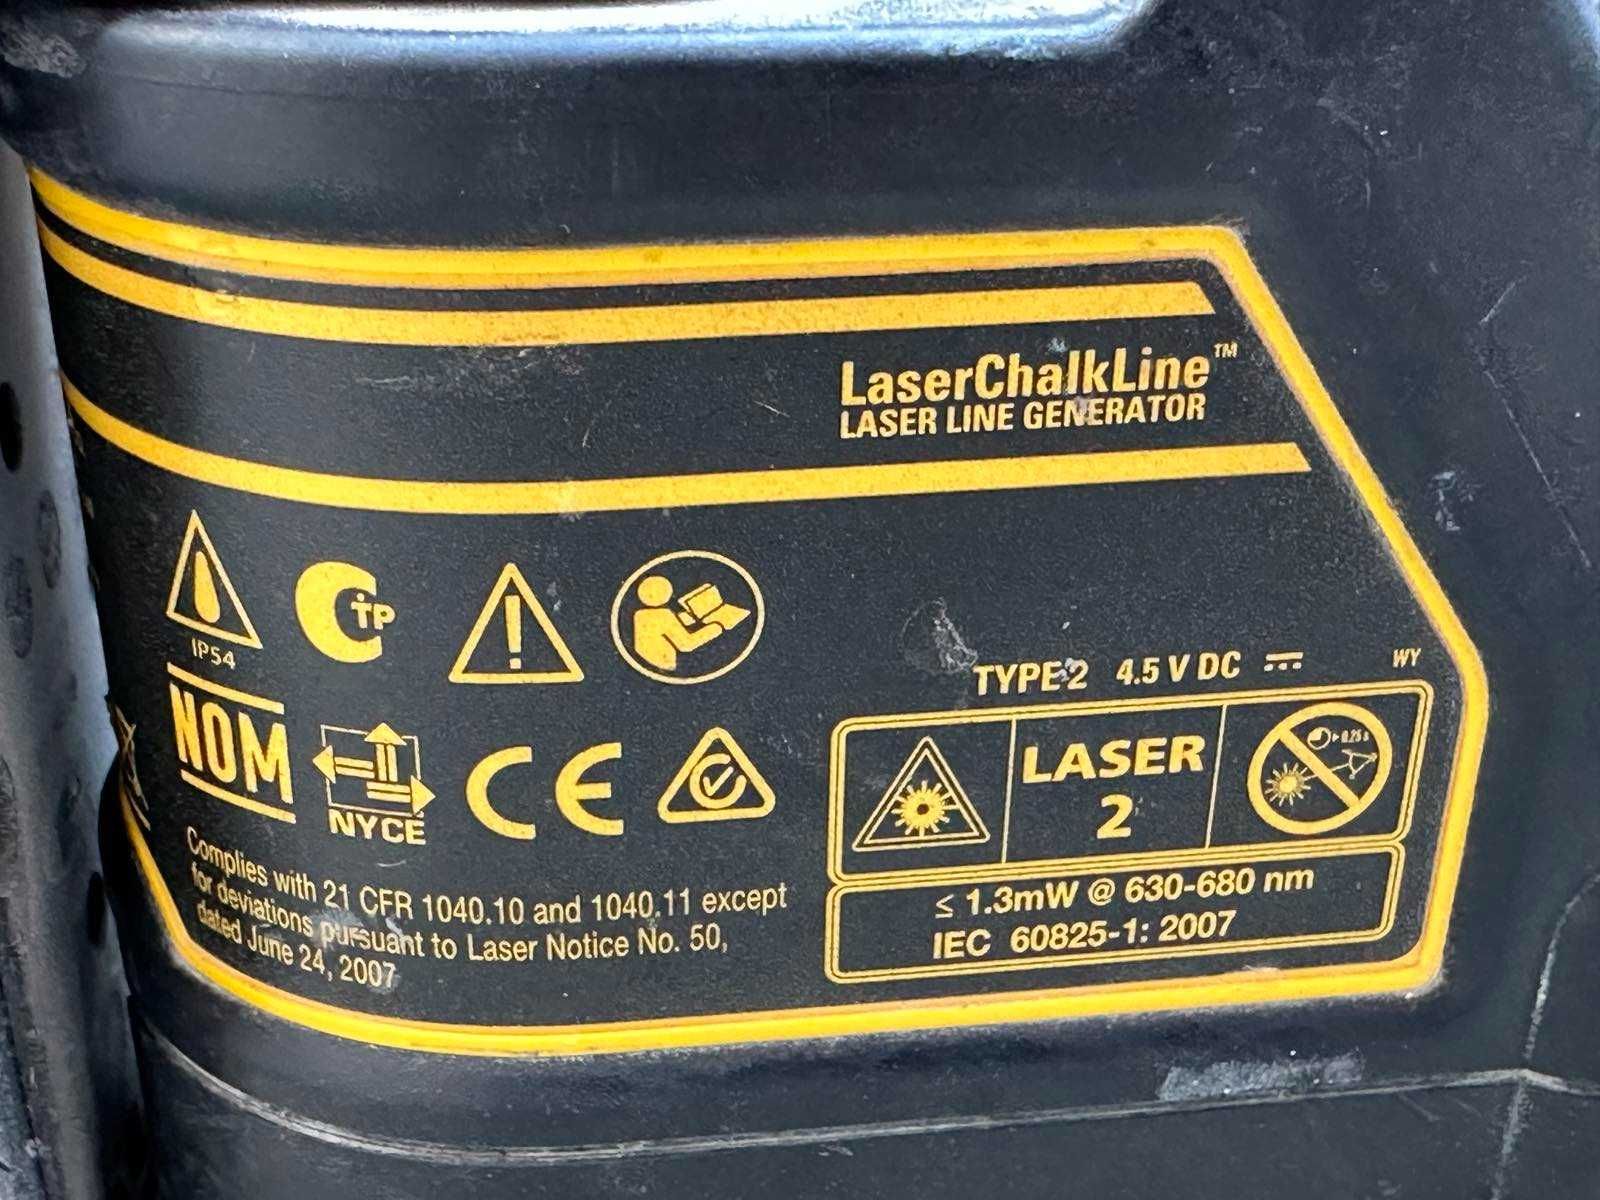 LaserChalkLine™
LASER LINE GENERATOR
IP54
CTP
TYPE 2 4.5 V DC
WY
NOM
NYCE
CE
LASER
2
Complies with 21 CFR 1040.10 and 1040.11 except
for deviations pursuant to Laser Notice No. 50,
dated June 24, 2007
≤ 1.3mW @ 630-680 nm
IEC 60825-1: 2007